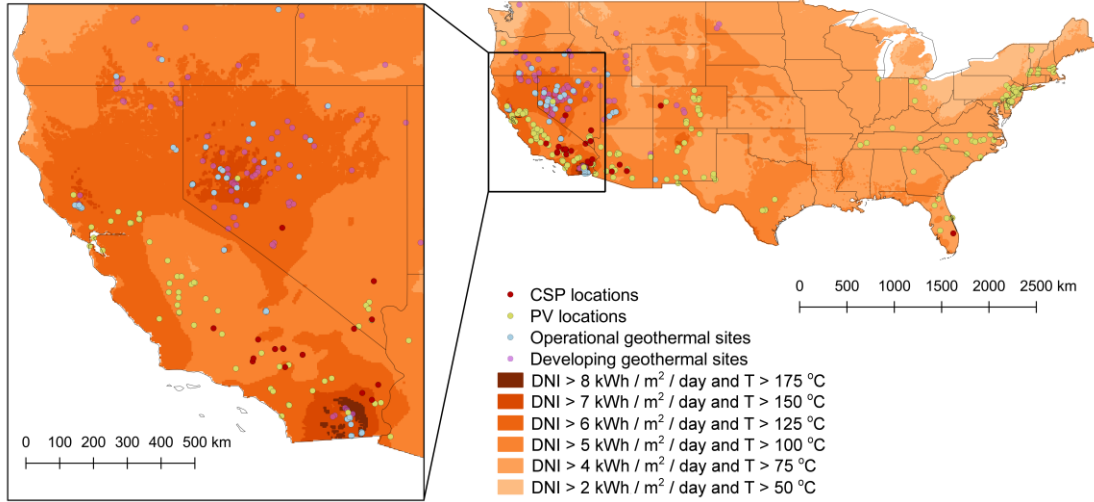 0 500 1000 1500 2000 2500 km
CSP locations
PV locations
Operational geothermal sites
Developing geothermal sites
DNI > 8 kWh / m² / day and T > 175 °C
DNI > 7 kWh / m² / day and T > 150 °C
DNI > 6 kWh / m² / day and T > 125 °C
DNI > 5 kWh / m² / day and T > 100 °C
DNI > 4 kWh / m² / day and T > 75 °C
DNI > 2 kWh / m² / day and T > 50 °C
0 100 200 300 400 500 km